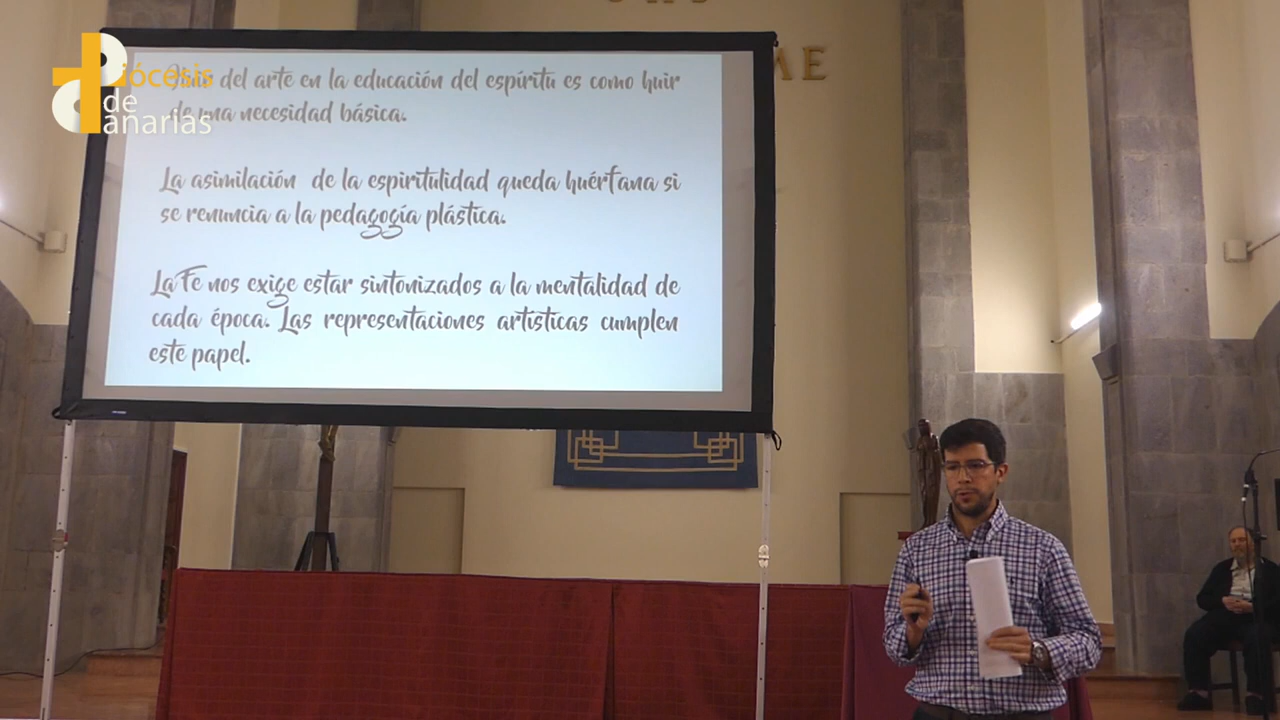 Diócesis
de
Canarias
del arte en la educación del espíritu es como huir
de una necesidad básica.
La asimilación de la espiritulidad queda huérfana si
se renuncia a la pedagogía plástica.
La Fe nos exige estar sintonizados a la mentalidad de
cada época. Las representaciones artísticas cumplen
este papel.
AE